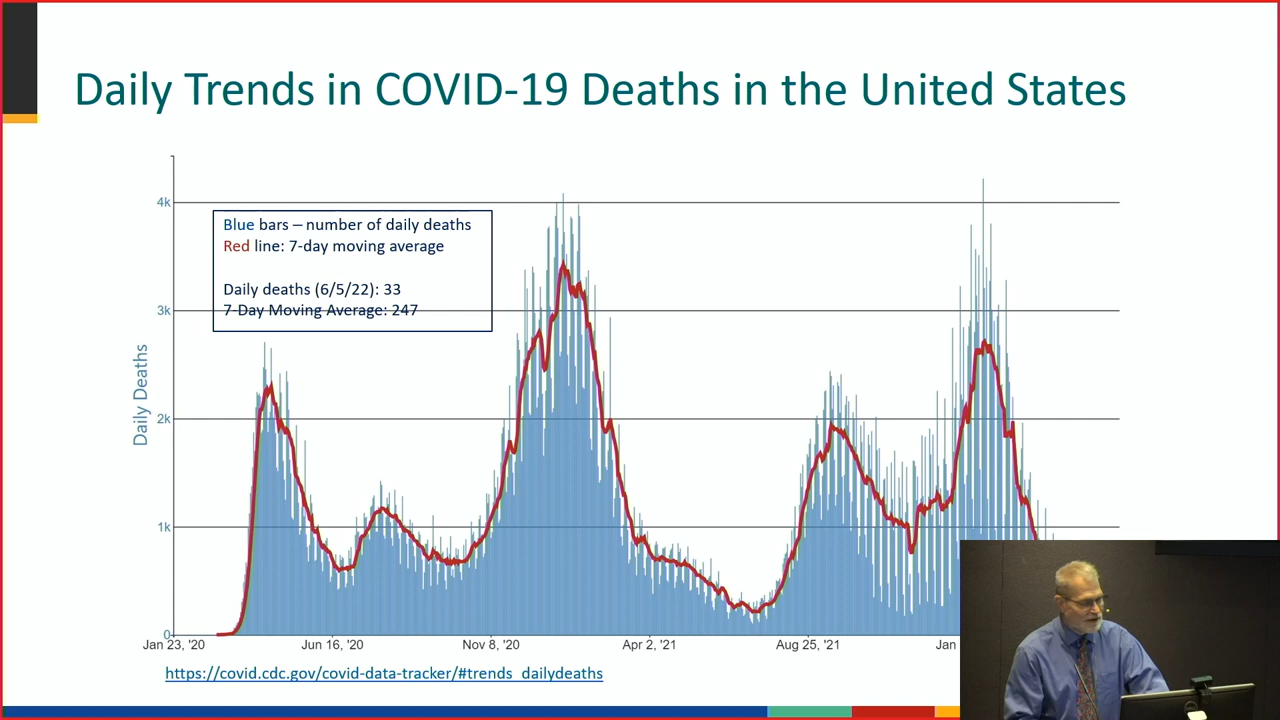 Daily Trends in COVID-19 Deaths in the United States
4k
Blue bars – number of daily deaths
Red line: 7-day moving average
Daily deaths (6/5/22): 33
3k
7-Day Moving Average: 247
Daily Deaths
2k
1k
0
Jan 23, '20
Jun 16, '20
Nov 8, '20
Apr 2, '21
Aug 25, '21
Jan
https://covid.cdc.gov/covid-data-tracker/#trends_dailydeaths